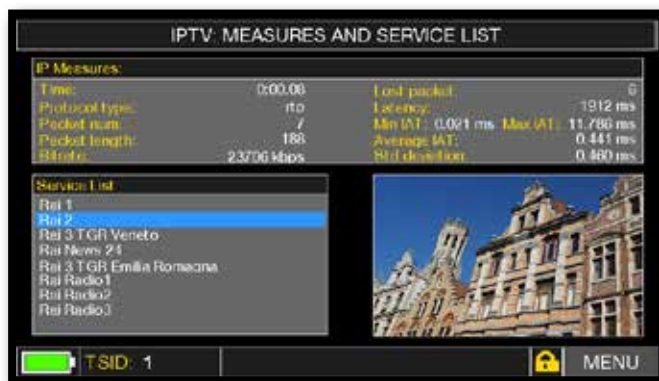 IPTV: MEASURES AND SERVICE LIST
IP Measures:
Time: 0:00.08
Protocol type: rtp
Packet num: 7
Packet length: 188
Bitrate: 23706 kbps
Lost packet: 6
Latency: 1912 ms
Min IAT: 0.021 ms Max IAT: 11.786 ms
Average IAT: 0.441 ms
Std deviation: 0.460 ms
Service List
Rai 1
Rai 2
Rai 3 TGR Veneto
Rai News 24
Rai 3 TGR Emilia Romagna
Rai Radio1
Rai Radio2
Rai Radio3
TSID: 1
MENU